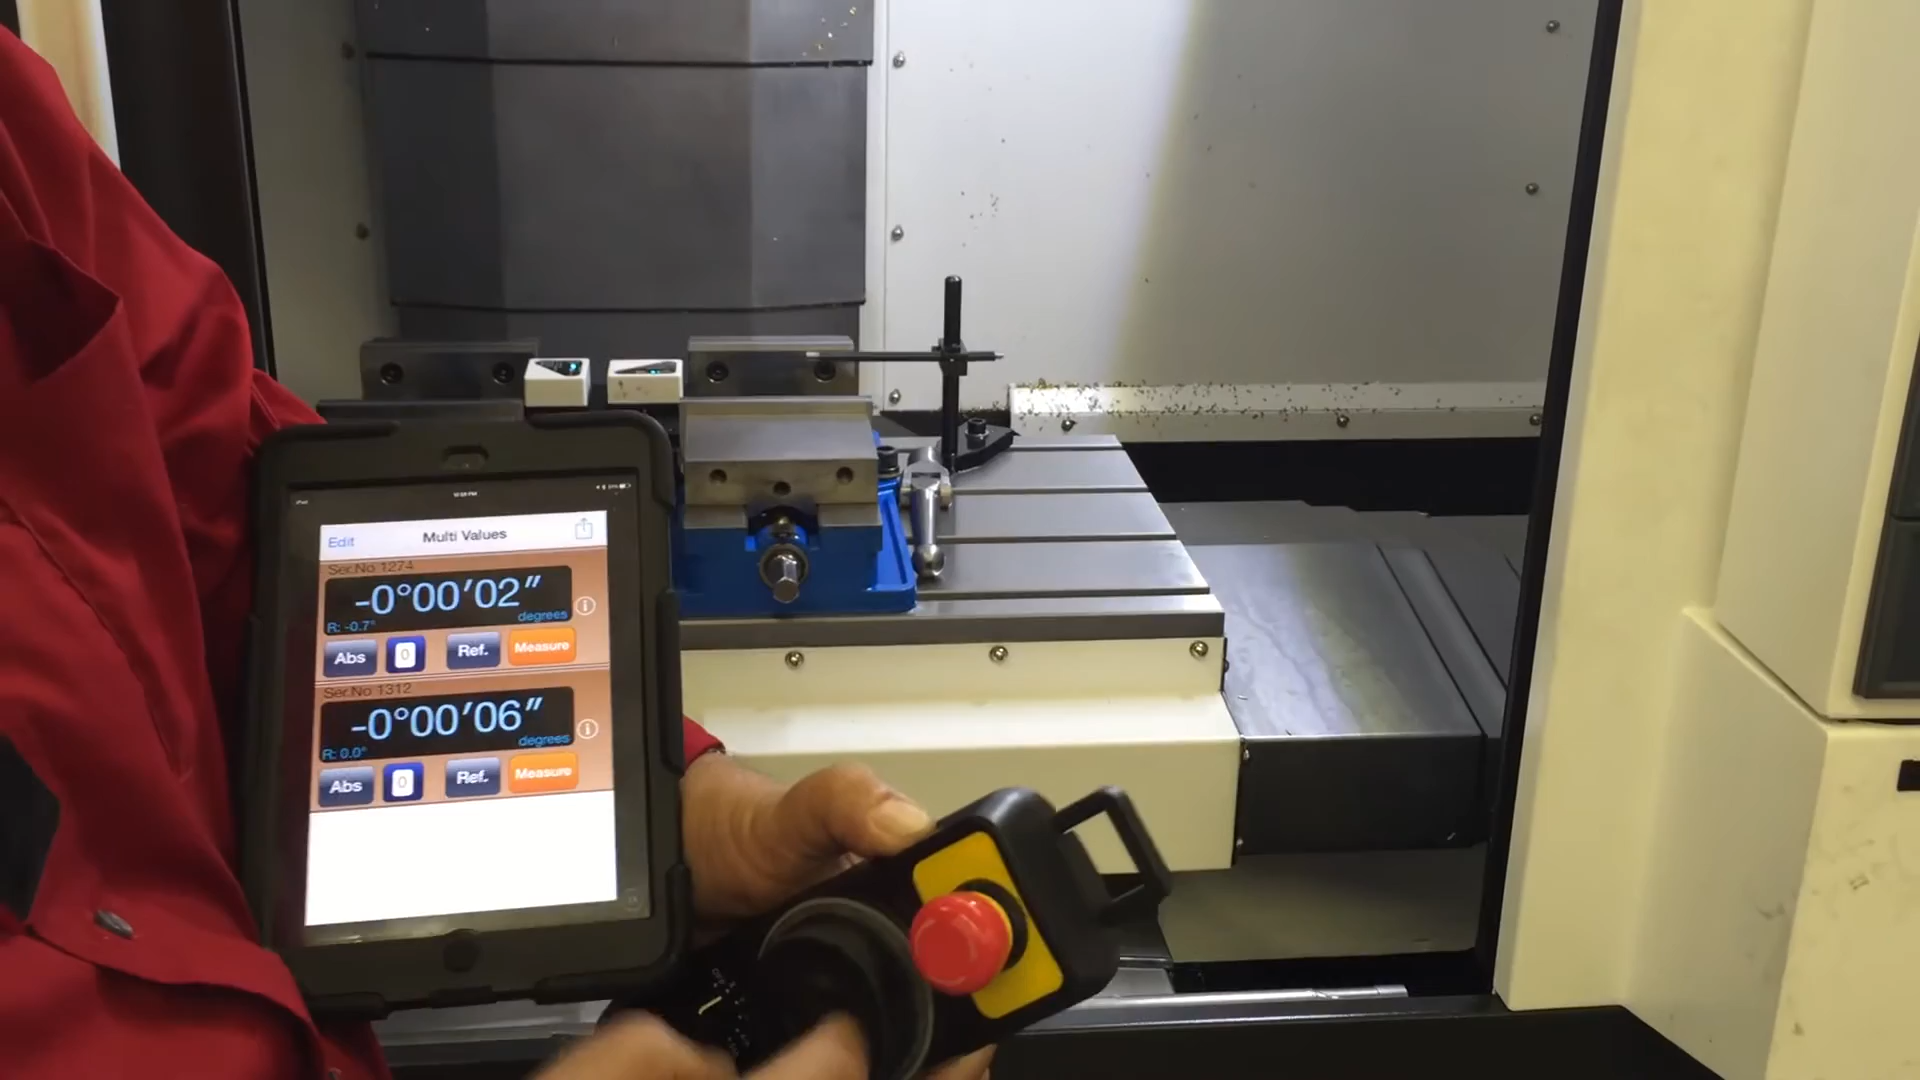 Edit Multi Values
Ser.No 1274
-0°00'02"
R: -0.7° degrees
Abs 0 Ref. Measure
Ser.No 1312
-0°00'06"
R: 0.0° degrees
Abs 0 Ref. Measure